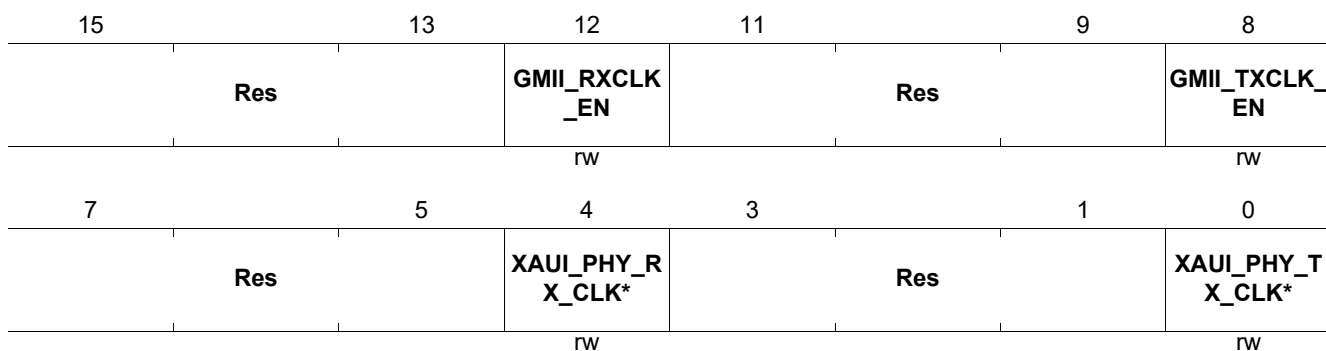 15 13 12 11 9 8
Res GMII_RXCLK Res GMII_TXCLK_
_EN EN
rw rw
7 5 4 3 1 0
Res XAUI_PHY_R Res XAUI_PHY_T
X_CLK* X_CLK*
rw rw